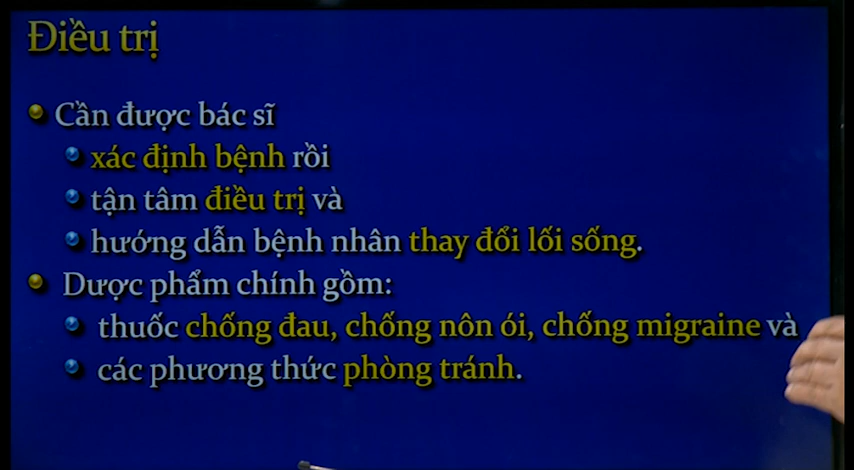 Điều trị
Cần được bác sĩ
xác định bệnh rồi
tận tâm điều trị và
hướng dẫn bệnh nhân thay đổi lối sống.
Dược phẩm chính gồm:
thuốc chống đau, chống nôn ói, chống migraine và
các phương thức phòng tránh.